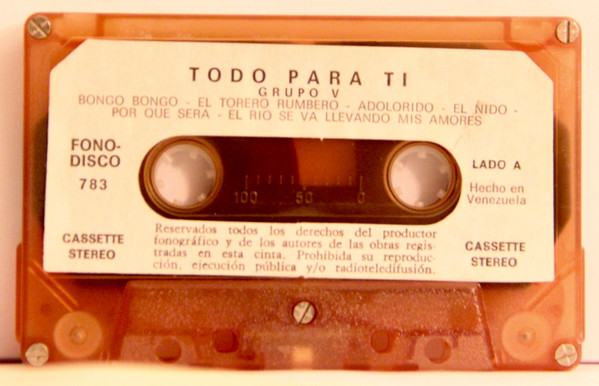 TODO PARA TI
GRUPO V
BONGO BONGO - EL TORERO RUMBERO - ADOLORIDO - EL ÑIDO -
POR QUE SERA - EL RIO SE VA LLEVANDO MIS AMORES
FONO-
DISCO
783
LADO A
Hecho en
Venezuela
100 50 0
CASSETTE
STEREO
Reservados todos los derechos del productor
fonográfico y de los autores de las obras regis-
tradas en esta cinta. Prohibida su reproduc-
ción, ejecución pública y/o radioteledifusión.
CASSETTE
STEREO